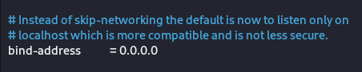 # Instead of skip-networking the default is now to listen only on
# localhost which is more compatible and is not less secure.
bind-address = 0.0.0.0